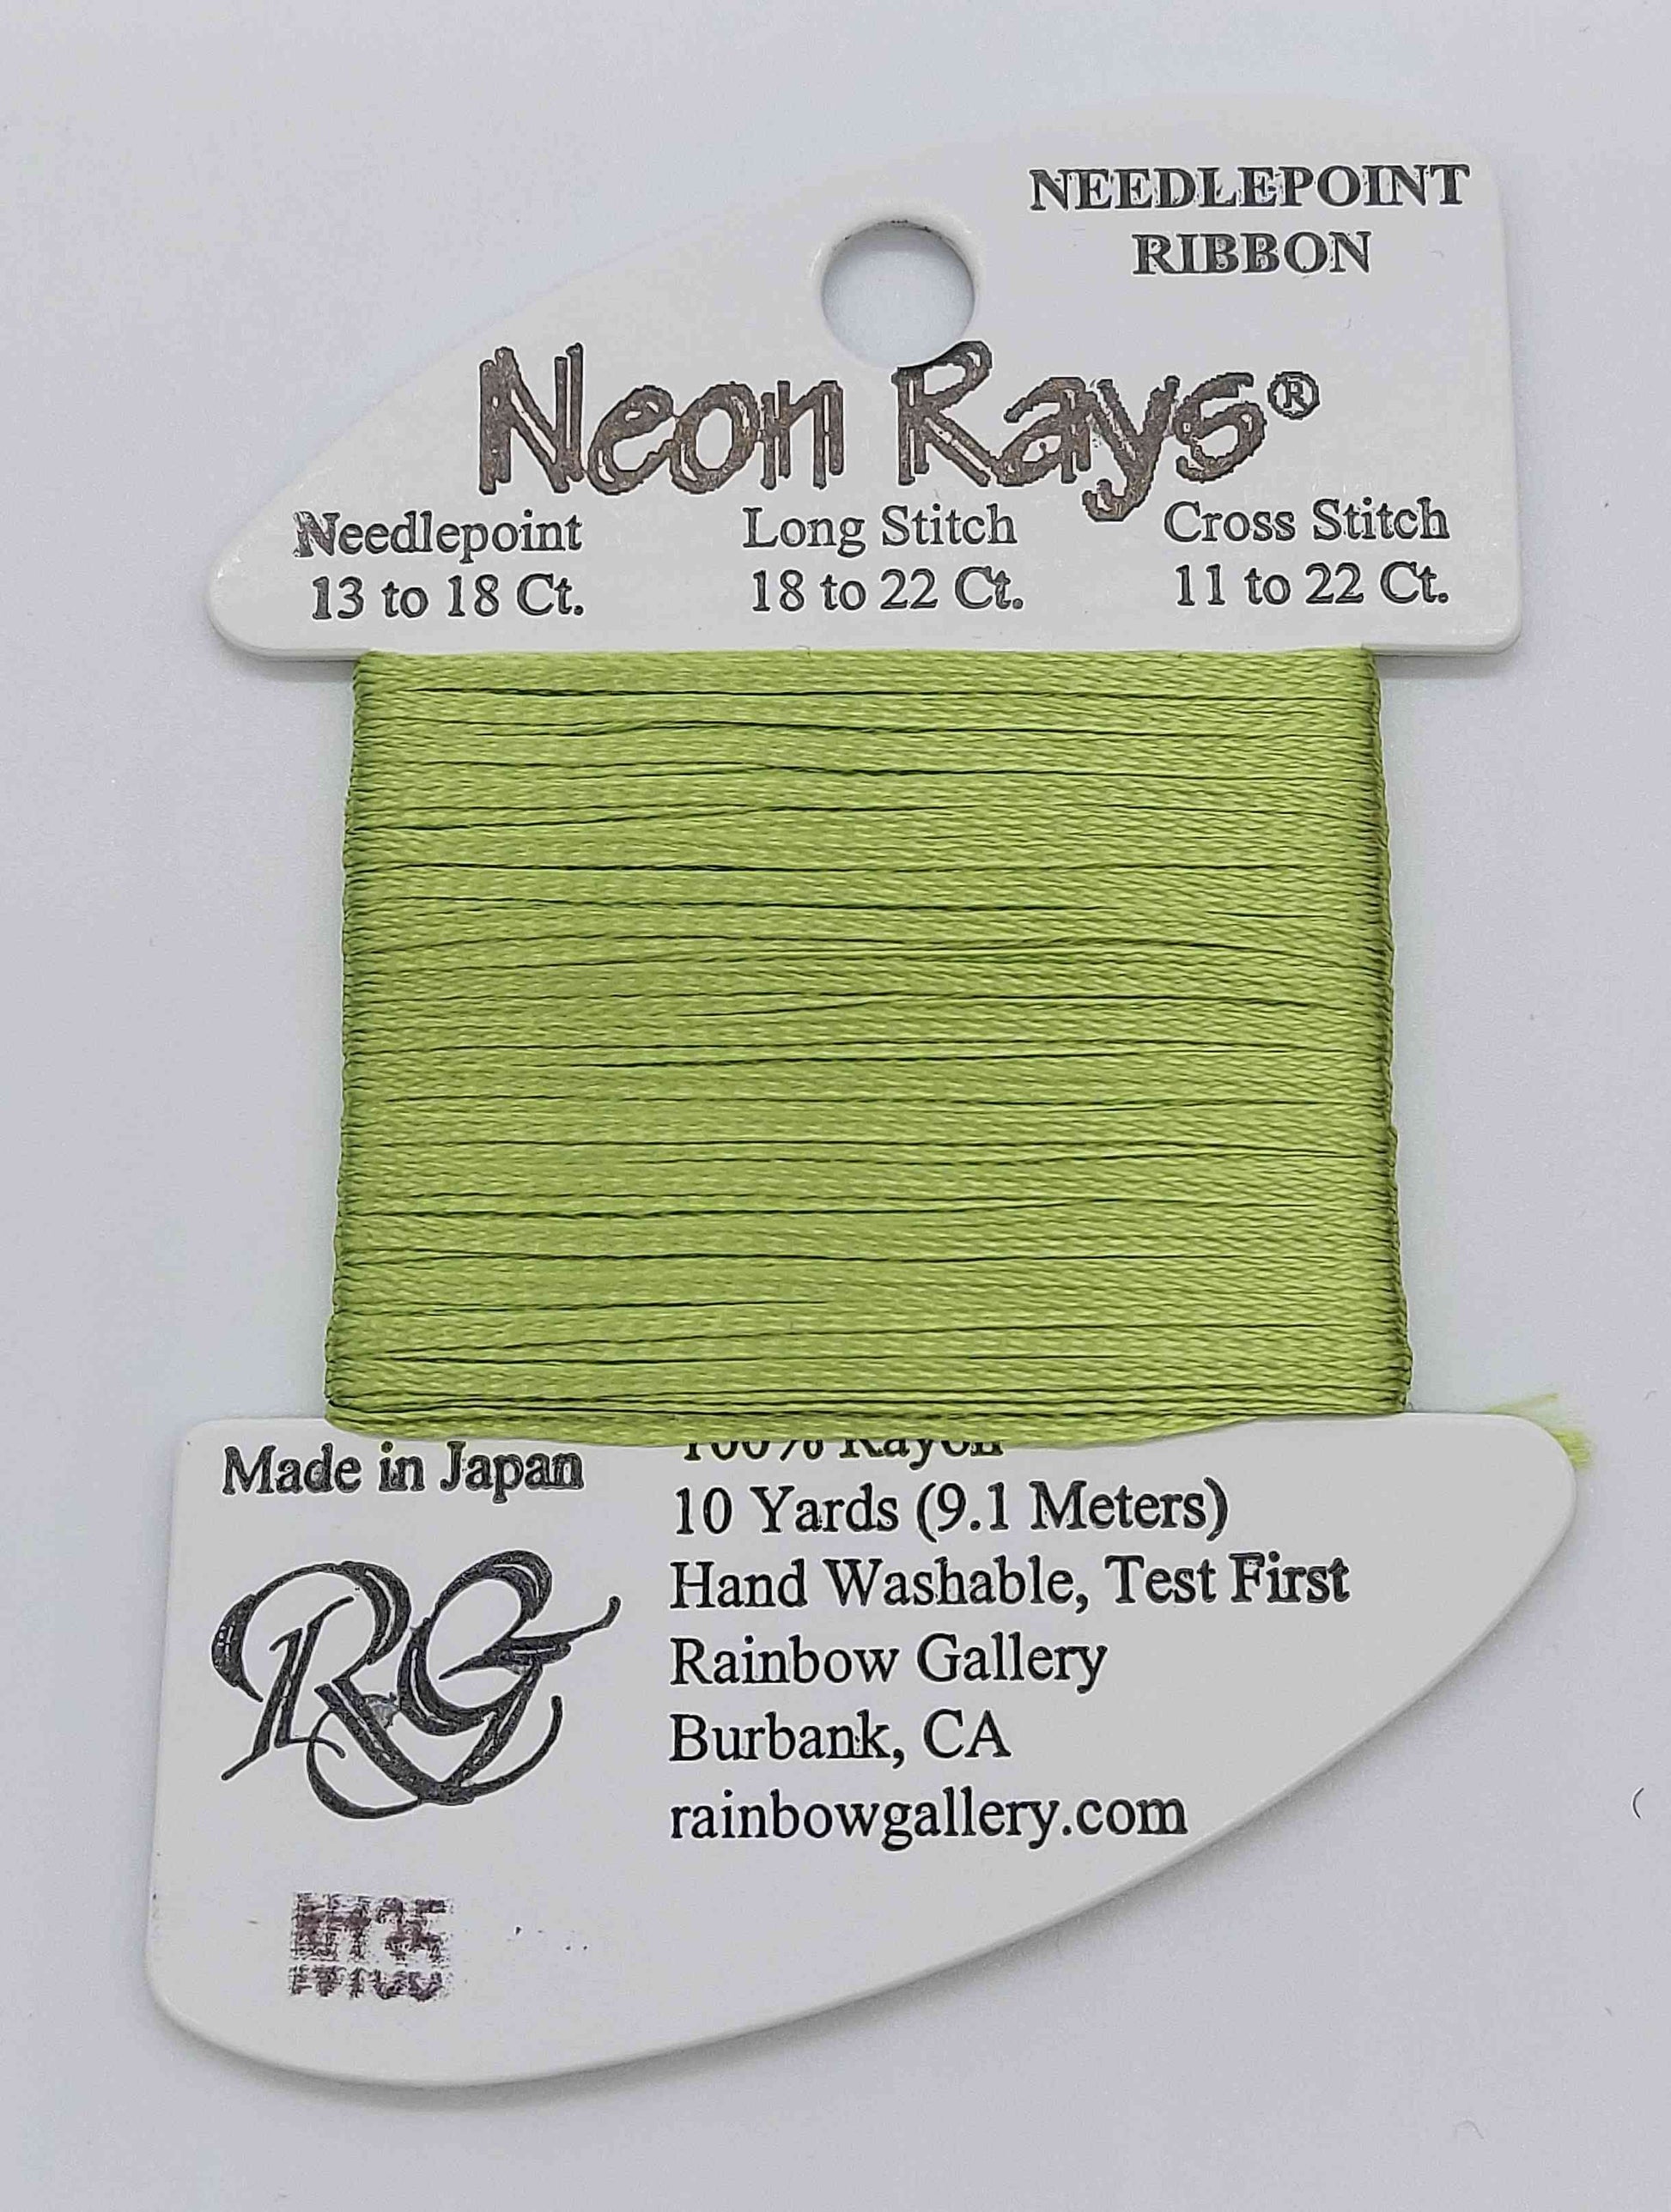 NEEDLEPOINT
RIBBON
Neon Rays®
Needlepoint Long Stitch Cross Stitch
13 to 18 Ct. 18 to 22 Ct. 11 to 22 Ct.
100% Rayon
Made in Japan
10 Yards (9.1 Meters)
Hand Washable, Test First
RG
Rainbow Gallery
Burbank, CA
rainbowgallery.com